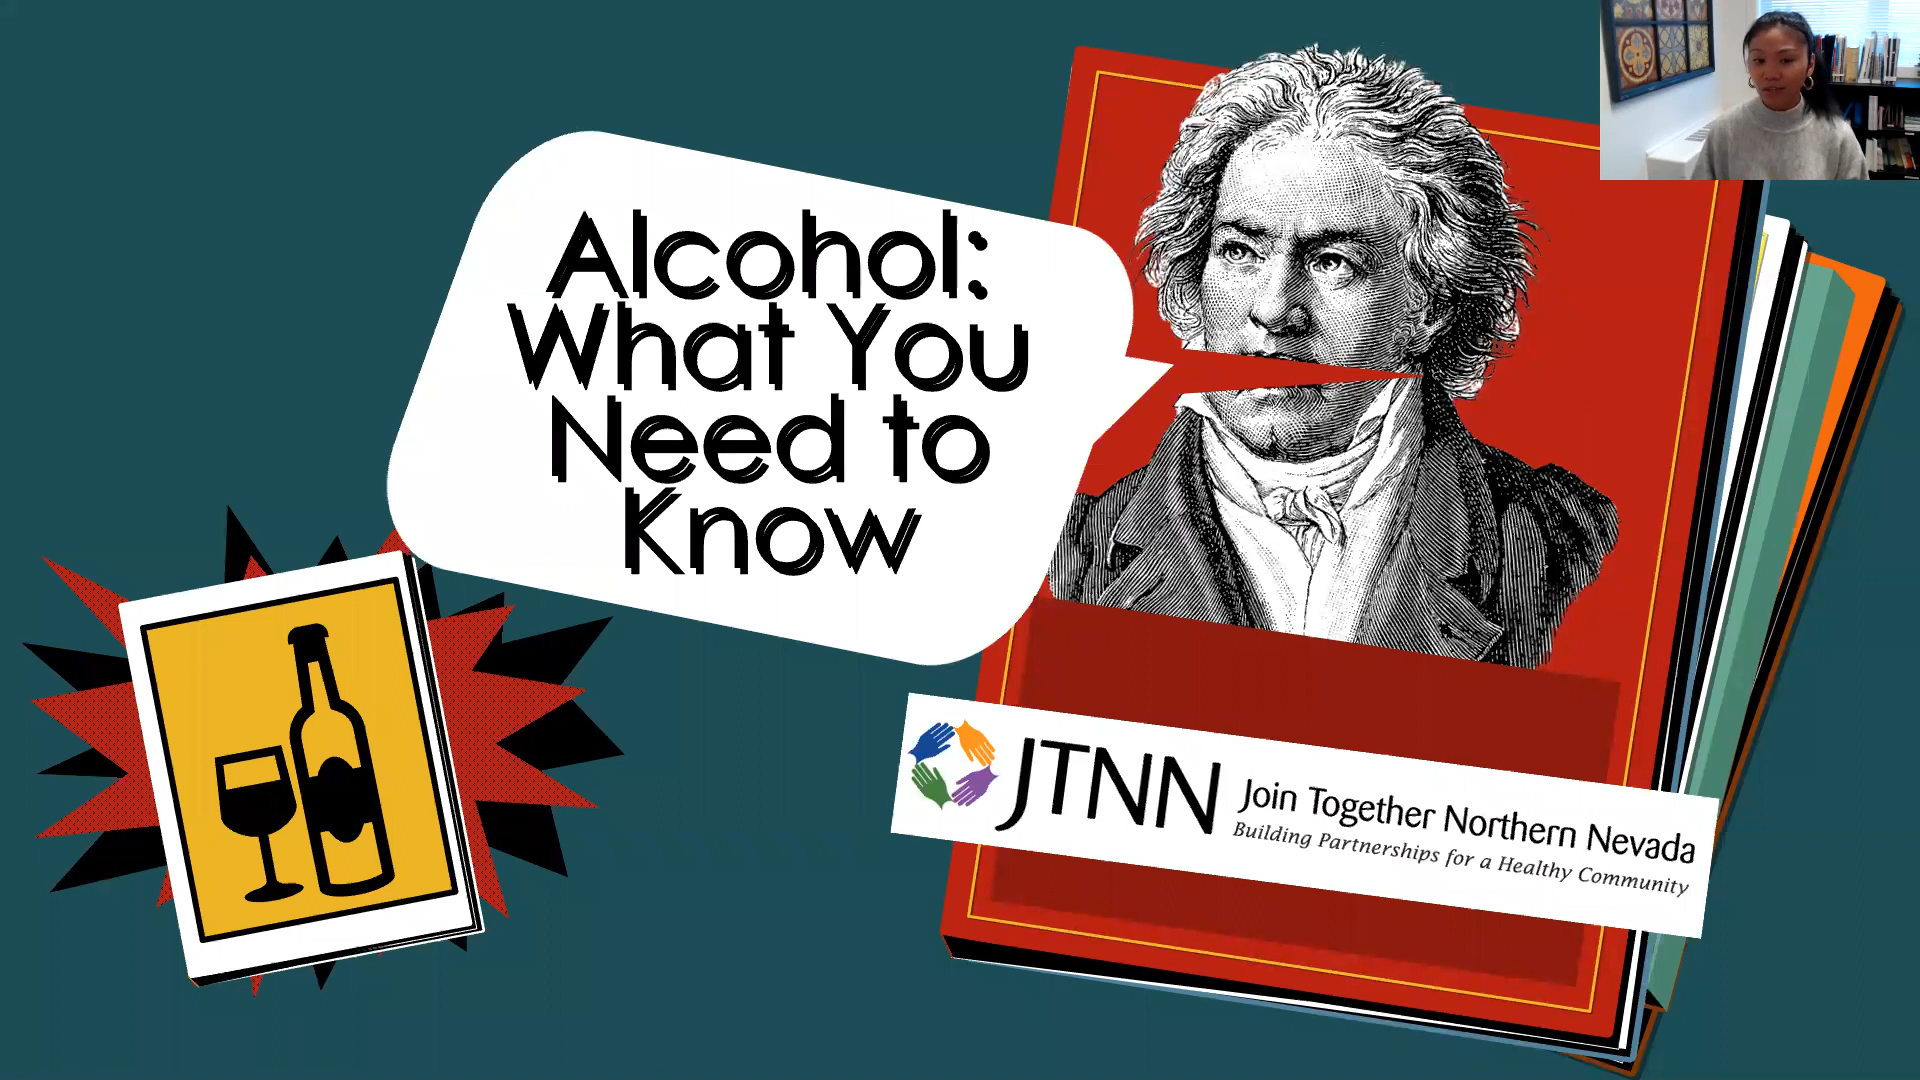 Alcohol:
What You
Need to
Know
JTNN
Join Together Northern Nevada
Building Partnerships for a Healthy Community